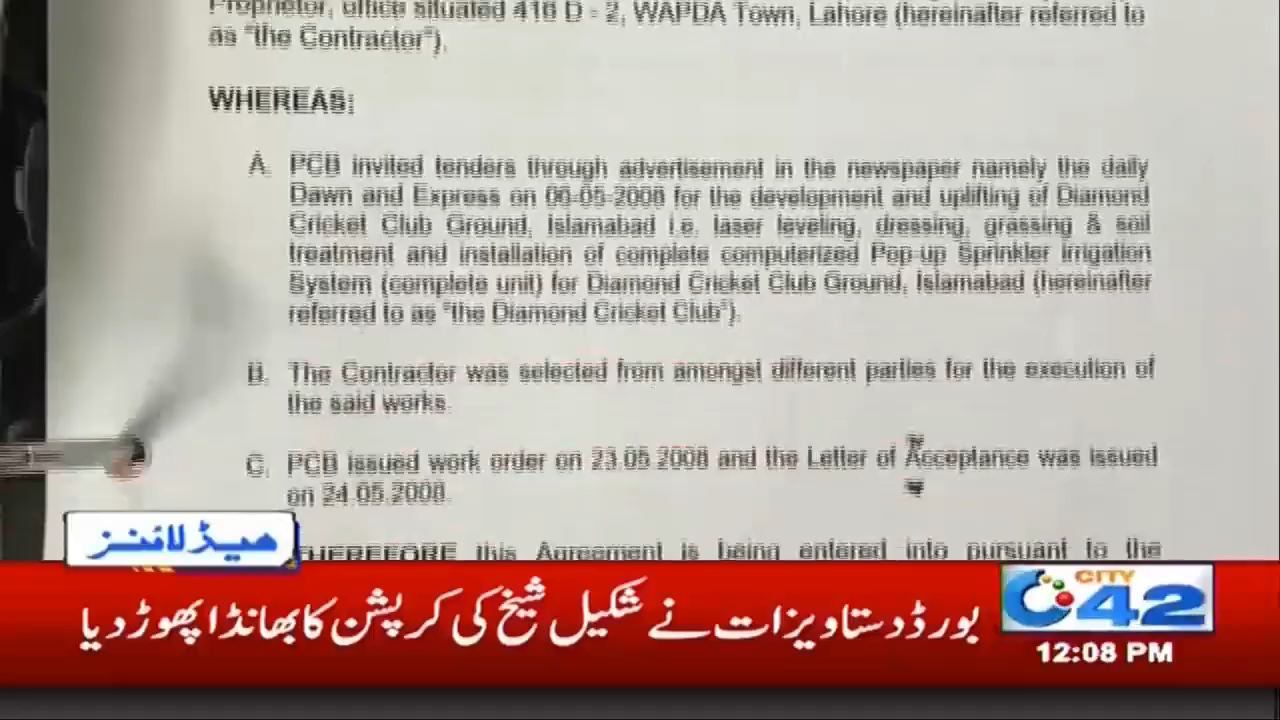 Proprietor, office situated 416 D - 2, WAPDA Town, Lahore (hereinafter referred to
as "the Contractor").
WHEREAS:
A. PCB invited tenders through advertisement in the newspaper namely the daily
Dawn and Express on 06-05-2008 for the development and uplifting of Diamond
Cricket Club Ground, Islamabad i.e. laser leveling, dressing, grassing & soil
treatment and installation of complete computerized Pop-up Sprinkler Irrigation
System (complete unit) for Diamond Cricket Club Ground, Islamabad (hereinafter
referred to as "the Diamond Cricket Club").
B. The Contractor was selected from amongst different parties for the execution of
the said works.
C. PCB issued work order on 23.05.2008 and the Letter of Acceptance was issued
on 24.05.2008.
THEREFORE this Agreement is being entered into pursuant to the
ہیڈ لائنز
بورڈ دستاویزات نے شکیل شیخ کی کرپشن کا بھانڈا پھوڑ دیا
CITY
42
12:08 PM